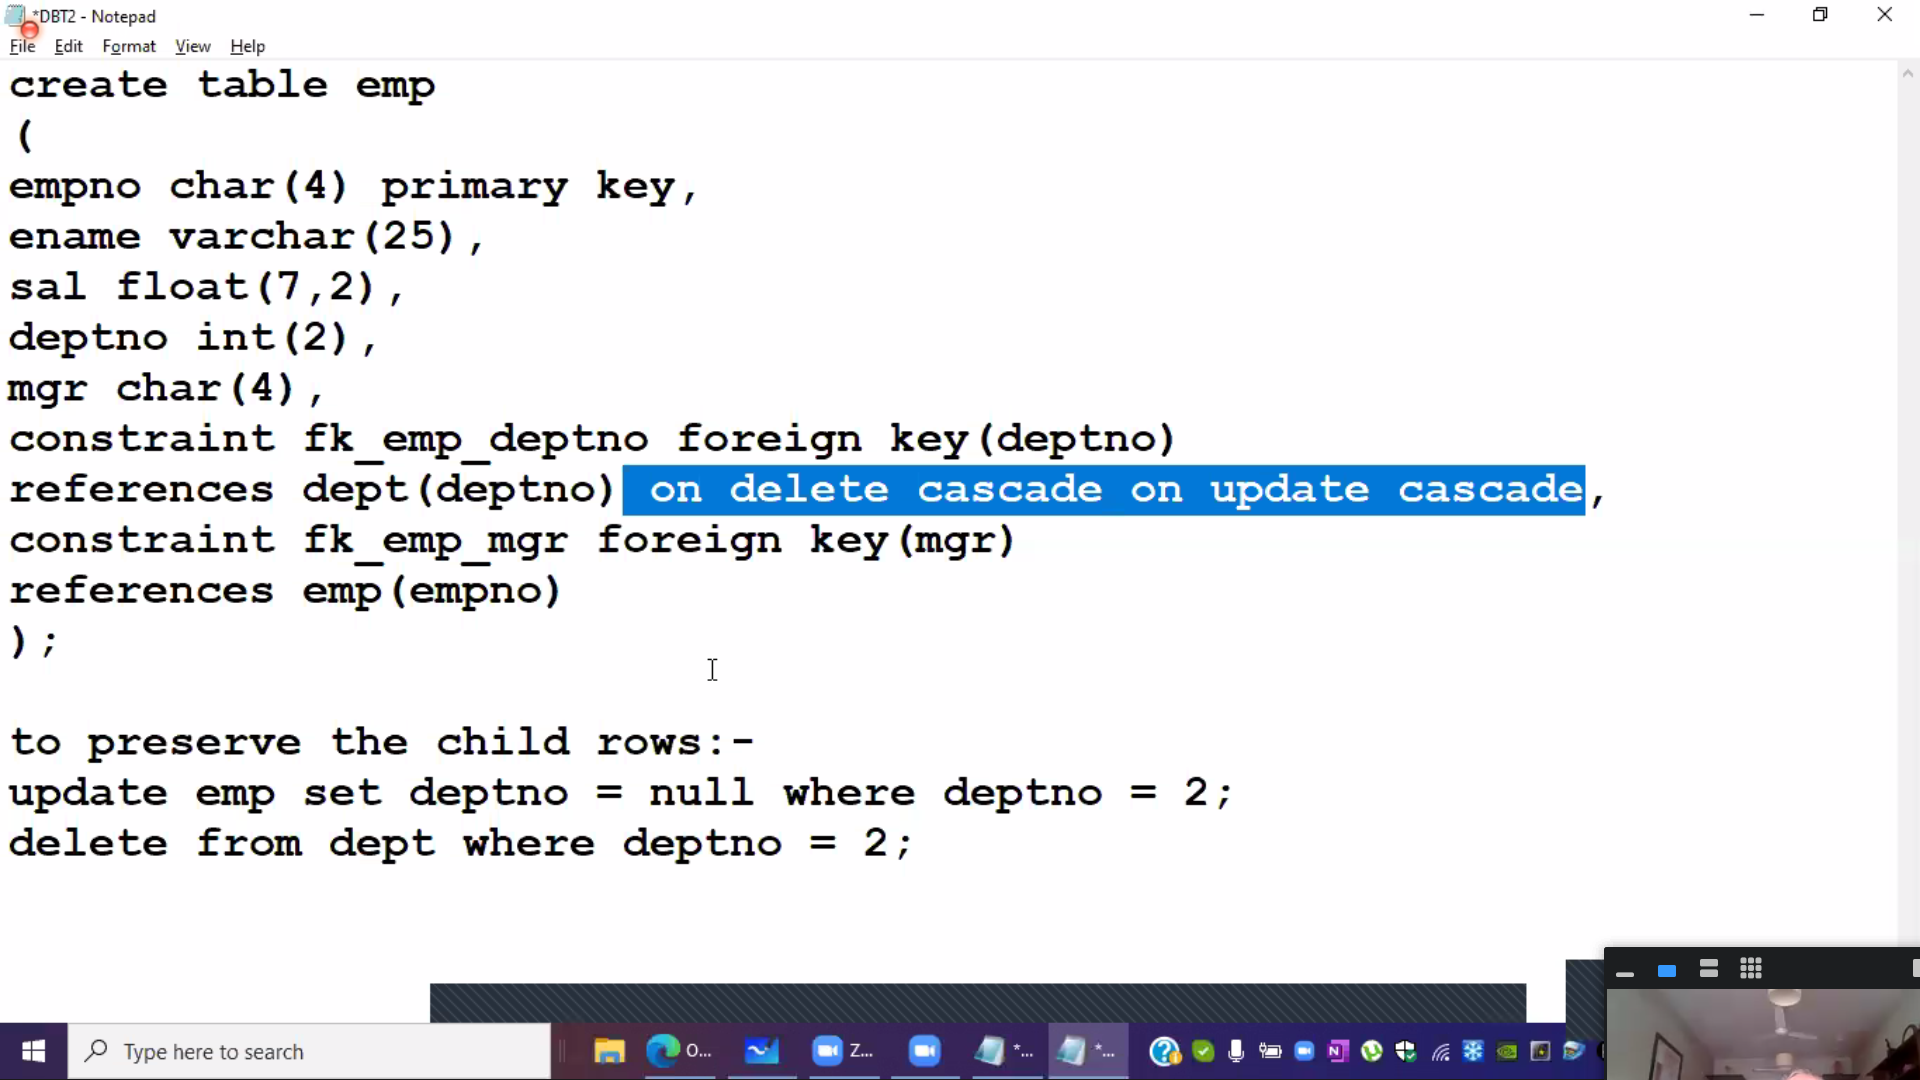 *DBT2 - Notepad
File Edit Format View Help
create table emp
(
empno char(4) primary key,
ename varchar(25),
sal float(7,2),
deptno int(2),
mgr char(4),
constraint fk_emp_deptno foreign key(deptno)
references dept(deptno) on delete cascade on update cascade,
constraint fk_emp_mgr foreign key(mgr)
references emp(empno)
);
to preserve the child rows:-
update emp set deptno = null where deptno = 2;
delete from dept where deptno = 2;
Type here to search O... Z... *... *...